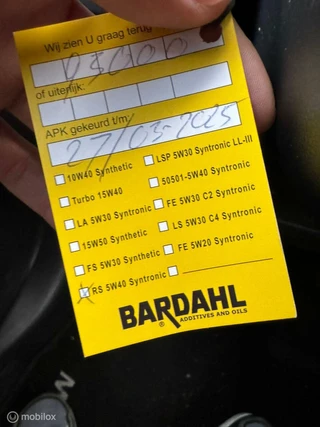 Wij zien U graag terug
of uiterlijk:
APK gekeurd t/m
27/03-2025
10W40 Synthetic
LSP 5W30 Syntronic LL-III
Turbo 15W40
50501-5W40 Syntronic
LA 5W30 Syntronic
FE 5W30 C2 Syntronic
15W50 Synthetic
LS 5W30 C4 Syntronic
FS 5W30 Synthetic
FE 5W20 Syntronic
RS 5W40 Syntronic
BARDAHL
® ADDITIVES AND OILS
mobilox